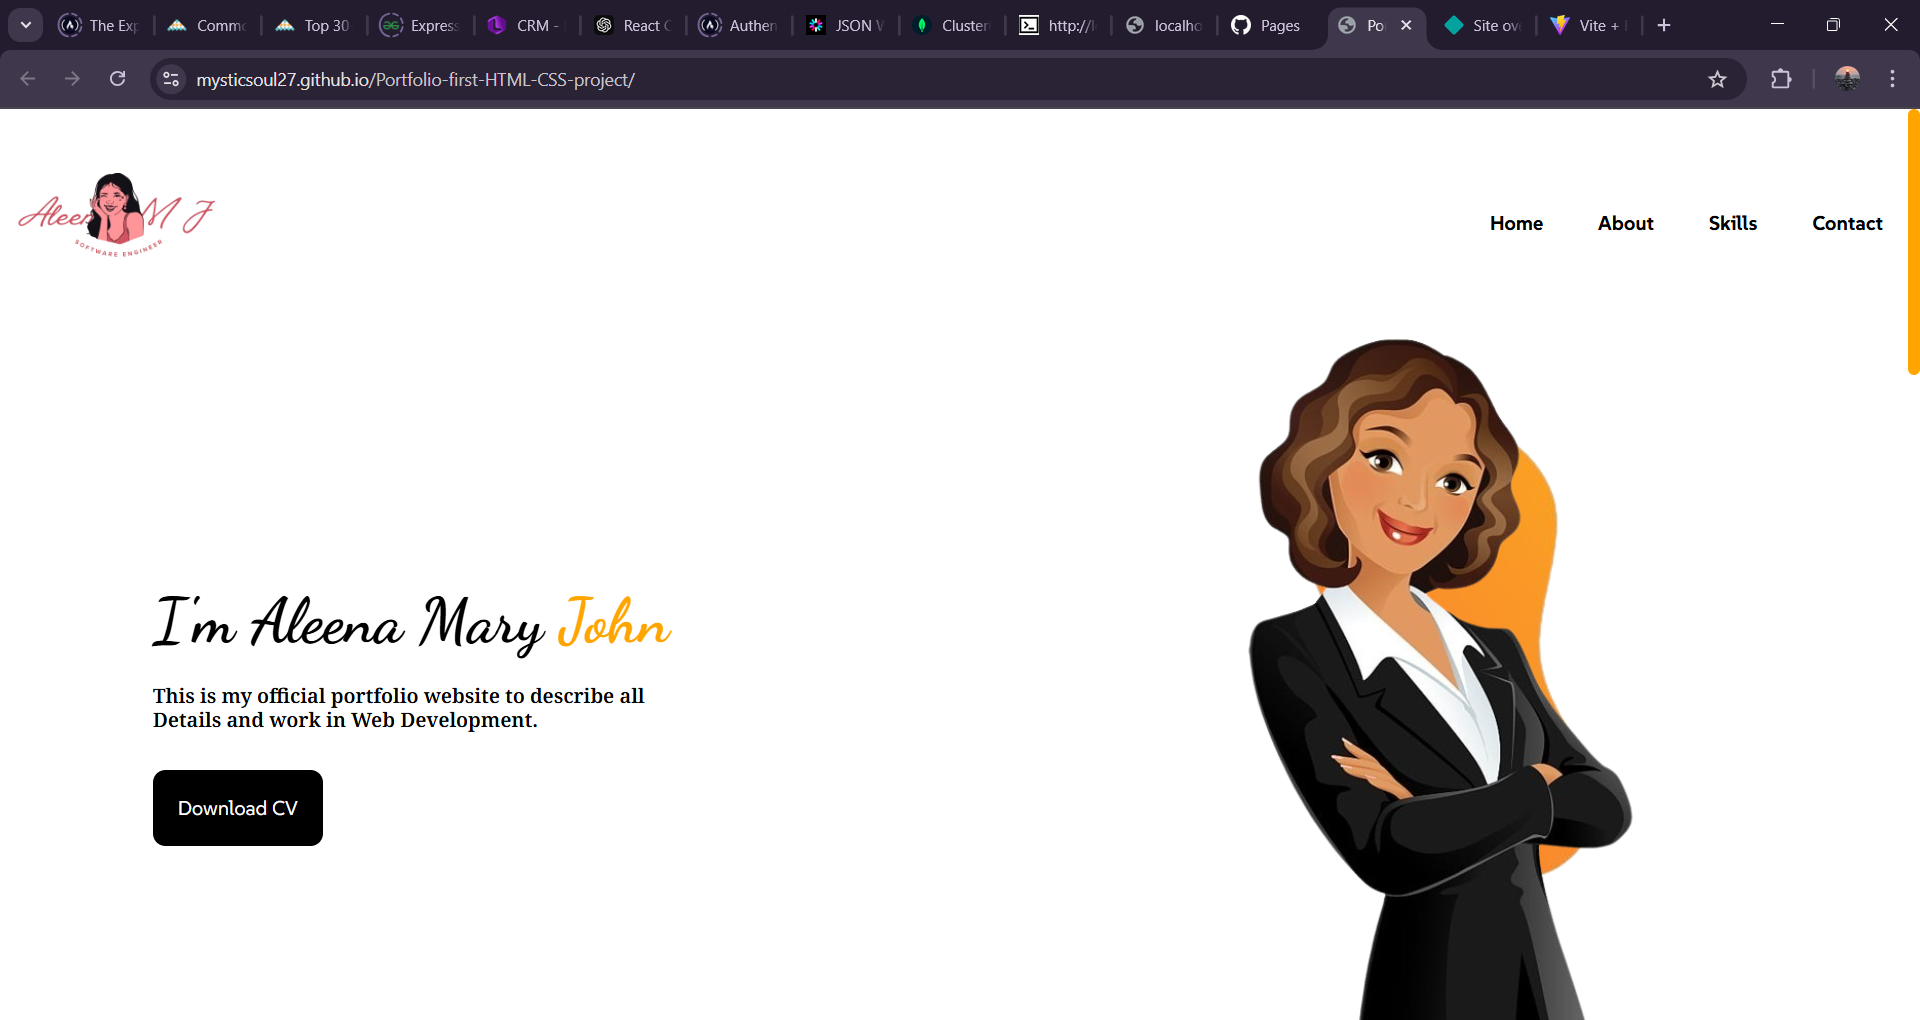 The Exp
Commo
Top 30
Express
CRM -
React C
Authen
JSON W
Cluster
http://l
localho
Pages
Po
Site ove
Vite +
mysticsoul27.github.io/Portfolio-first-HTML-CSS-project/
Aleen M J
SOFTWARE ENGINEER
Home About Skills Contact
I'm Aleena Mary John
This is my official portfolio website to describe all
Details and work in Web Development.
Download CV